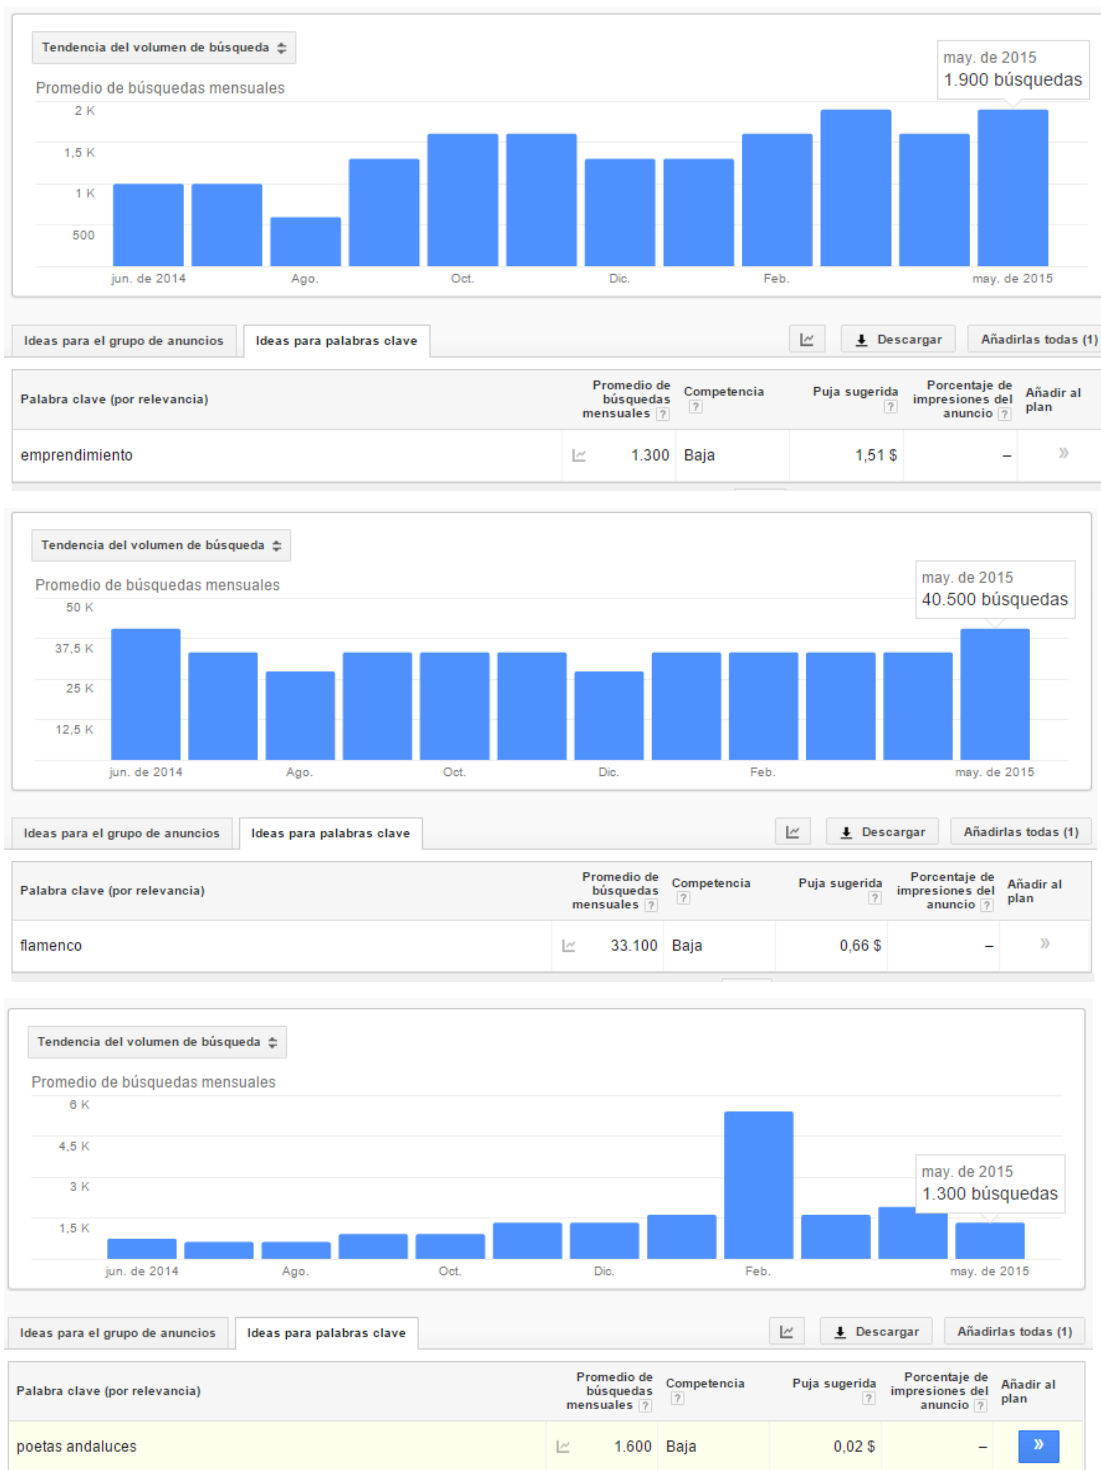 Tendencia del volumen de búsqueda
may. de 2015
1.900 búsquedas
Promedio de búsquedas mensuales
2 K
1,5 K
1 K
500
jun. de 2014 Ago. Oct. Dic. Feb. may. de 2015
Ideas para el grupo de anuncios Ideas para palabras clave Descargar Añadirlas todas (1)
Palabra clave (por relevancia) Promedio de búsquedas mensuales ? Competencia ? Puja sugerida ? Porcentaje de impresiones del anuncio ? Añadir al plan
emprendimiento 1.300 Baja 1,51 $ – »
Tendencia del volumen de búsqueda
may. de 2015
40.500 búsquedas
Promedio de búsquedas mensuales
50 K
37,5 K
25 K
12,5 K
jun. de 2014 Ago. Oct. Dic. Feb. may. de 2015
Ideas para el grupo de anuncios Ideas para palabras clave Descargar Añadirlas todas (1)
Palabra clave (por relevancia) Promedio de búsquedas mensuales ? Competencia ? Puja sugerida ? Porcentaje de impresiones del anuncio ? Añadir al plan
flamenco 33.100 Baja 0,66 $ – »
Tendencia del volumen de búsqueda
Promedio de búsquedas mensuales
6 K
4,5 K
may. de 2015
1.300 búsquedas
3 K
1,5 K
jun. de 2014 Ago. Oct. Dic. Feb. may. de 2015
Ideas para el grupo de anuncios Ideas para palabras clave Descargar Añadirlas todas (1)
Palabra clave (por relevancia) Promedio de búsquedas mensuales ? Competencia ? Puja sugerida ? Porcentaje de impresiones del anuncio ? Añadir al plan
poetas andaluces 1.600 Baja 0,02 $ – »